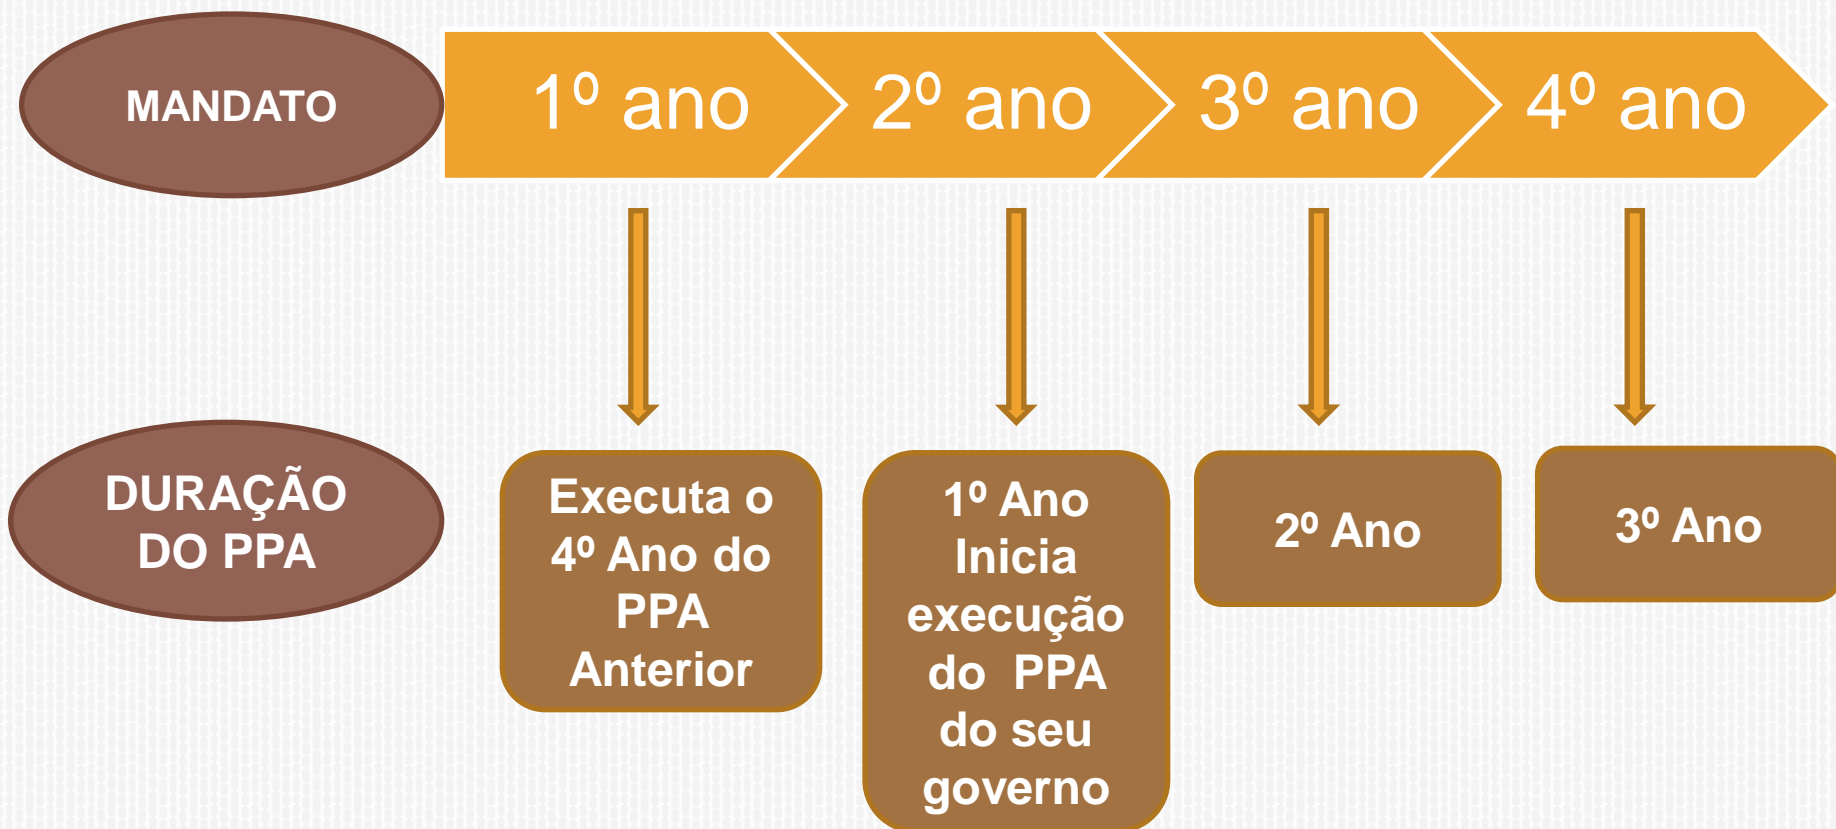 MANDATO
1º ano
2º ano
3º ano
4º ano
DURAÇÃO
DO PPA
Executa o
4º Ano do
PPA
Anterior
1º Ano
Inicia
execução
do PPA
do seu
governo
2º Ano
3º Ano